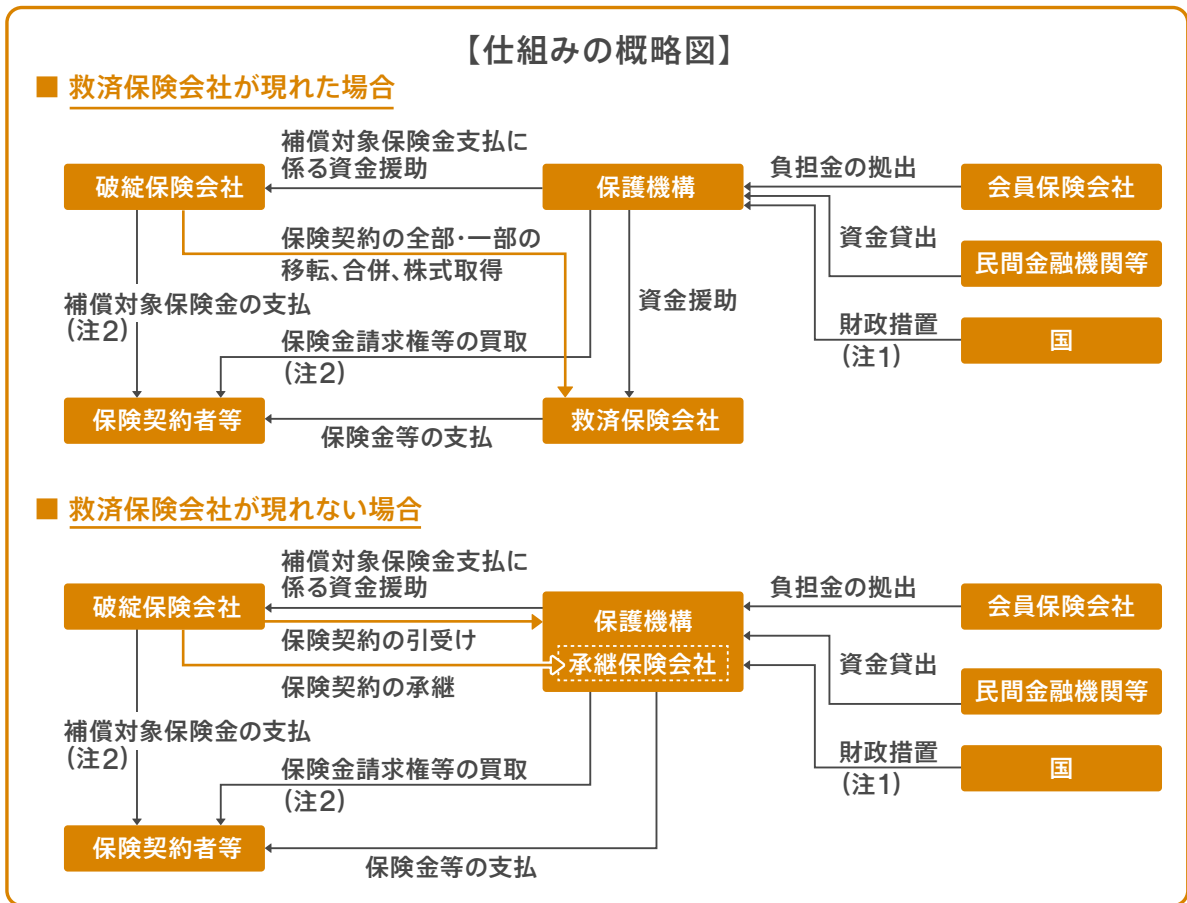 【仕組みの概略図】
■ 救済保険会社が現れた場合
補償対象保険金支払に
係る資金援助
破綻保険会社
保護機構
負担金の拠出
会員保険会社
保険契約の全部・一部の
移転、合併、株式取得
資金貸出
民間金融機関等
補償対象保険金の支払
(注2)
資金援助
財政措置
(注1)
国
保険金請求権等の買取
(注2)
保険契約者等
救済保険会社
保険金等の支払
■ 救済保険会社が現れない場合
補償対象保険金支払に
係る資金援助
破綻保険会社
保護機構
負担金の拠出
会員保険会社
保険契約の引受け
承継保険会社
資金貸出
保険契約の承継
民間金融機関等
補償対象保険金の支払
(注2)
財政措置
(注1)
国
保険金請求権等の買取
(注2)
保険契約者等
保険金等の支払